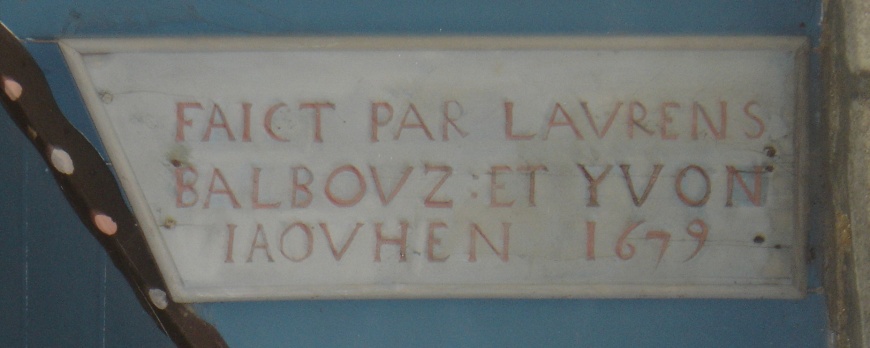 FAICT PAR LAVRENS
BALBOVZ : ET YVON
IAOVHEN 1679